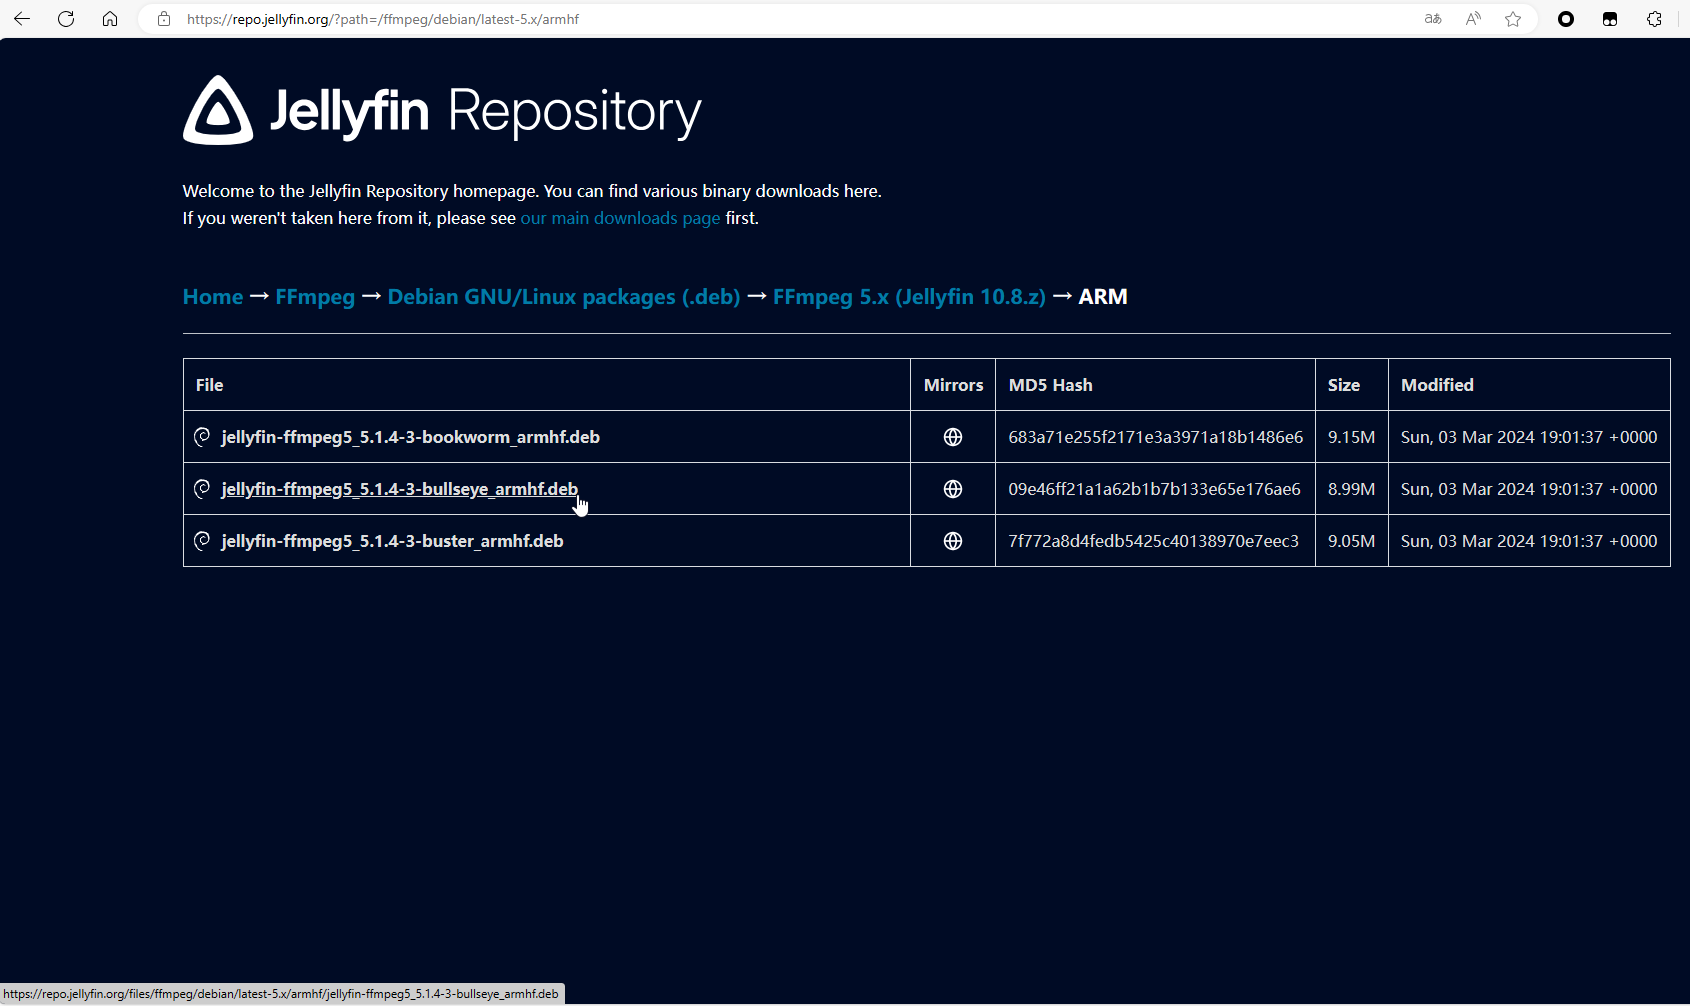 https://repo.jellyfin.org/?path=/ffmpeg/debian/latest-5.x/armhf
Jellyfin Repository
Welcome to the Jellyfin Repository homepage. You can find various binary downloads here.
If you weren't taken here from it, please see our main downloads page first.
Home → FFmpeg → Debian GNU/Linux packages (.deb) → FFmpeg 5.x (Jellyfin 10.8.z) → ARM
File Mirrors MD5 Hash Size Modified
jellyfin-ffmpeg5_5.1.4-3-bookworm_armhf.deb 683a71e255f2171e3a3971a18b1486e6 9.15M Sun, 03 Mar 2024 19:01:37 +0000
jellyfin-ffmpeg5_5.1.4-3-bullseye_armhf.deb 09e46ff21a1a62b1b7b133e65e176ae6 8.99M Sun, 03 Mar 2024 19:01:37 +0000
jellyfin-ffmpeg5_5.1.4-3-buster_armhf.deb 7f772a8d4fedb5425c40138970e7eec3 9.05M Sun, 03 Mar 2024 19:01:37 +0000
https://repo.jellyfin.org/files/ffmpeg/debian/latest-5.x/armhf/jellyfin-ffmpeg5_5.1.4-3-bullseye_armhf.deb